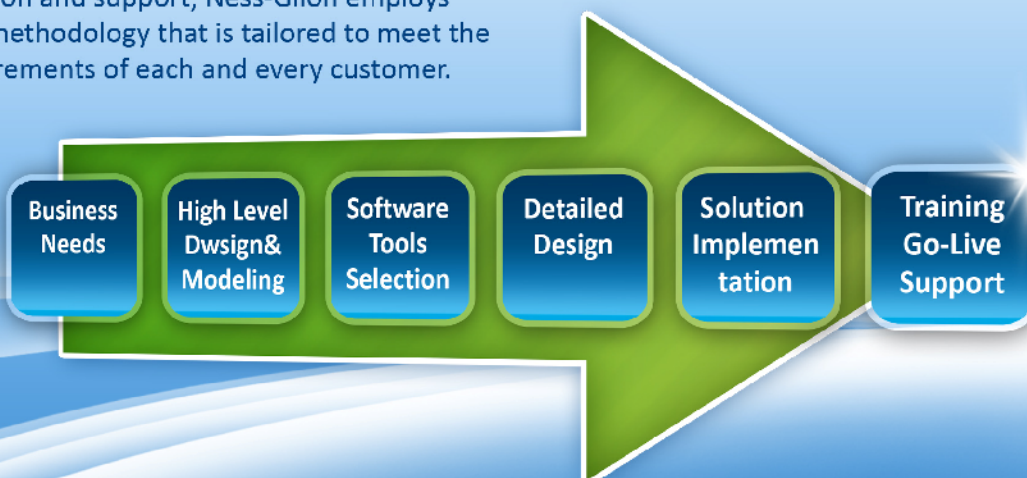 on and support, Ness-Gilon employs
methodology that is tailored to meet the
rements of each and every customer.
Business
Needs
High Level
Dwsign&
Modeling
Software
Tools
Selection
Detailed
Design
Solution
Implemen
tation
Training
Go-Live
Support